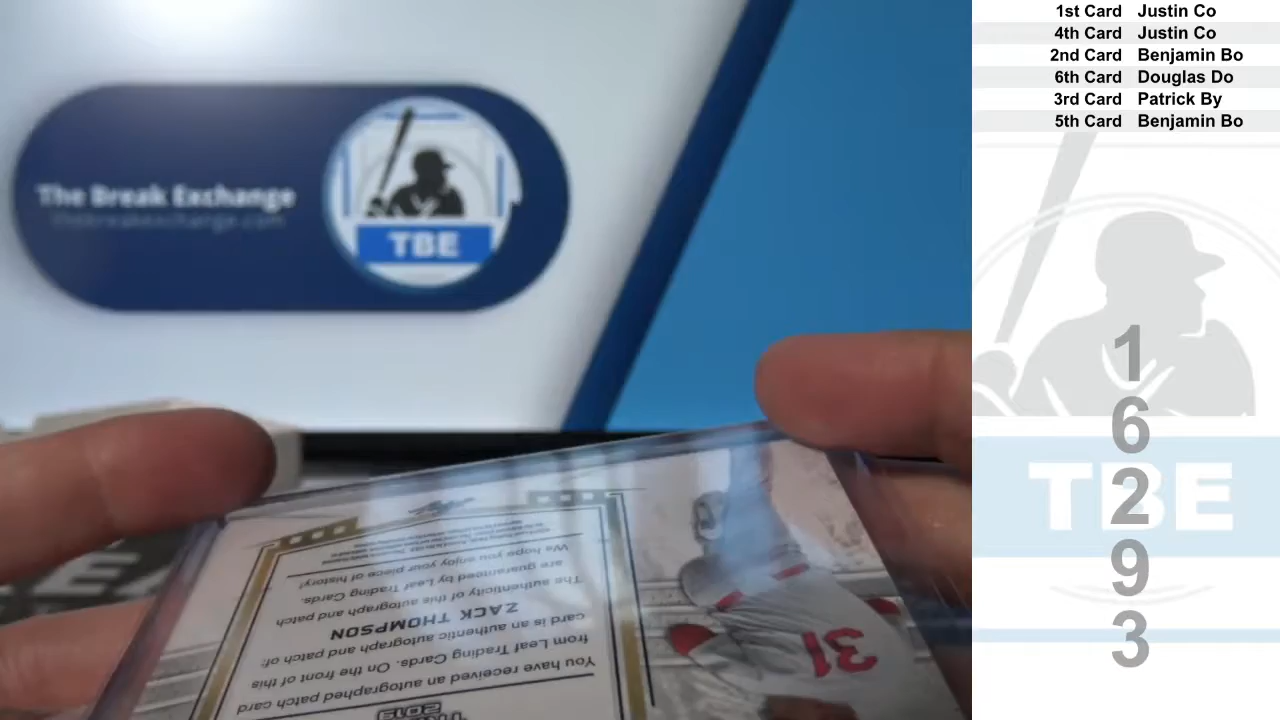 1st Card Justin Co
4th Card Justin Co
2nd Card Benjamin Bo
6th Card Douglas Do
3rd Card Patrick By
5th Card Benjamin Bo
The Break Exchange
Thebreakexchange.com
TBE
1
6
2
9
3
TBE
2019
You have received an autographed patch card
from Leaf Trading Cards. On the front of this
card is an authentic autograph and patch of:
ZACK THOMPSON
The authenticity of this autograph and patch
are guaranteed by Leaf Trading Cards.
We hope you enjoy your piece of history!
31